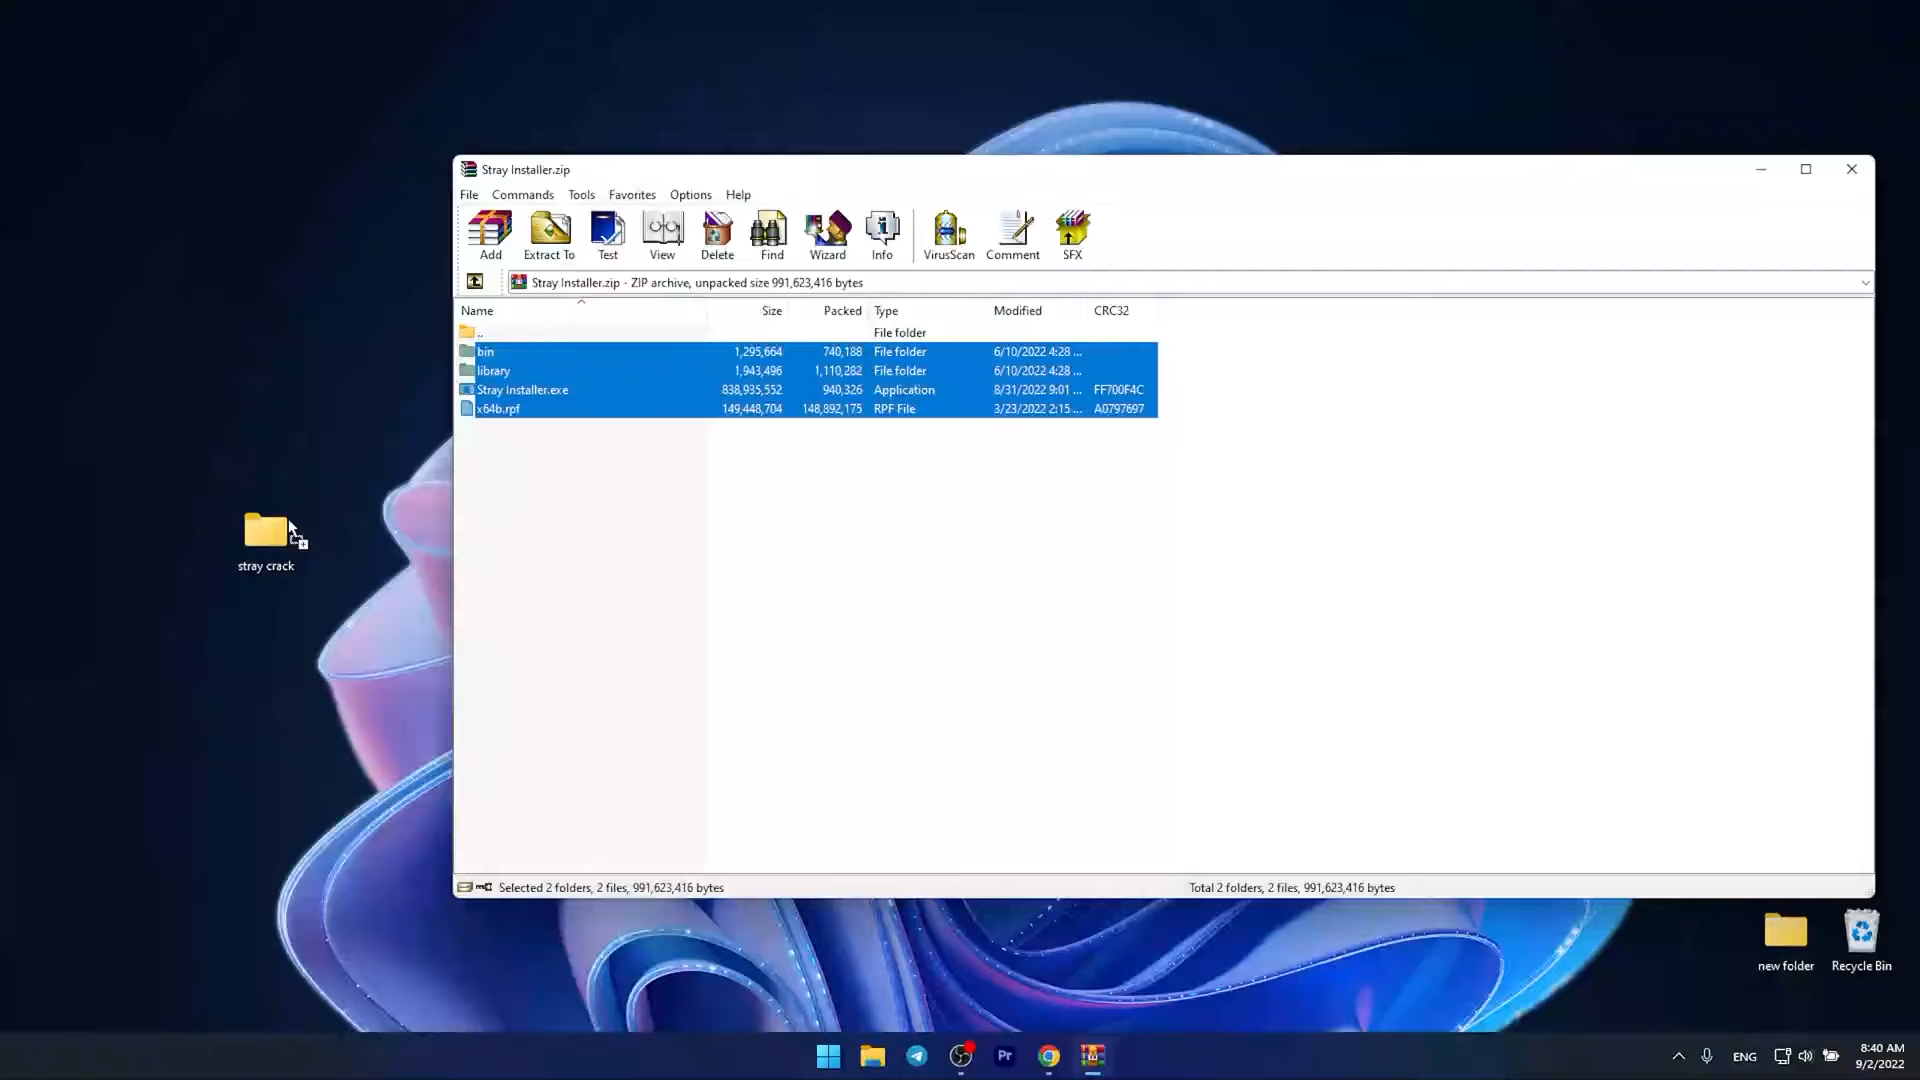 Stray Installer.zip
File Commands Tools Favorites Options Help
Add Extract To Test View Delete Find Wizard Info VirusScan Comment SFX
Stray Installer.zip - ZIP archive, unpacked size 991,623,416 bytes
Name Size Packed Type Modified CRC32
.. File folder
bin 1,295,664 740,188 File folder 6/10/2022 4:28 ...
library 1,943,496 1,110,282 File folder 6/10/2022 4:28 ...
Stray Installer.exe 838,935,552 940,326 Application 8/31/2022 9:01 ... FF700F4C
x64b.rpf 149,448,704 148,892,175 RPF File 3/23/2022 2:15 ... A0797697
stray crack
Selected 2 folders, 2 files, 991,623,416 bytes
Total 2 folders, 2 files, 991,623,416 bytes
new folder
Recycle Bin
Pr
ENG
8:40 AM
9/2/2022